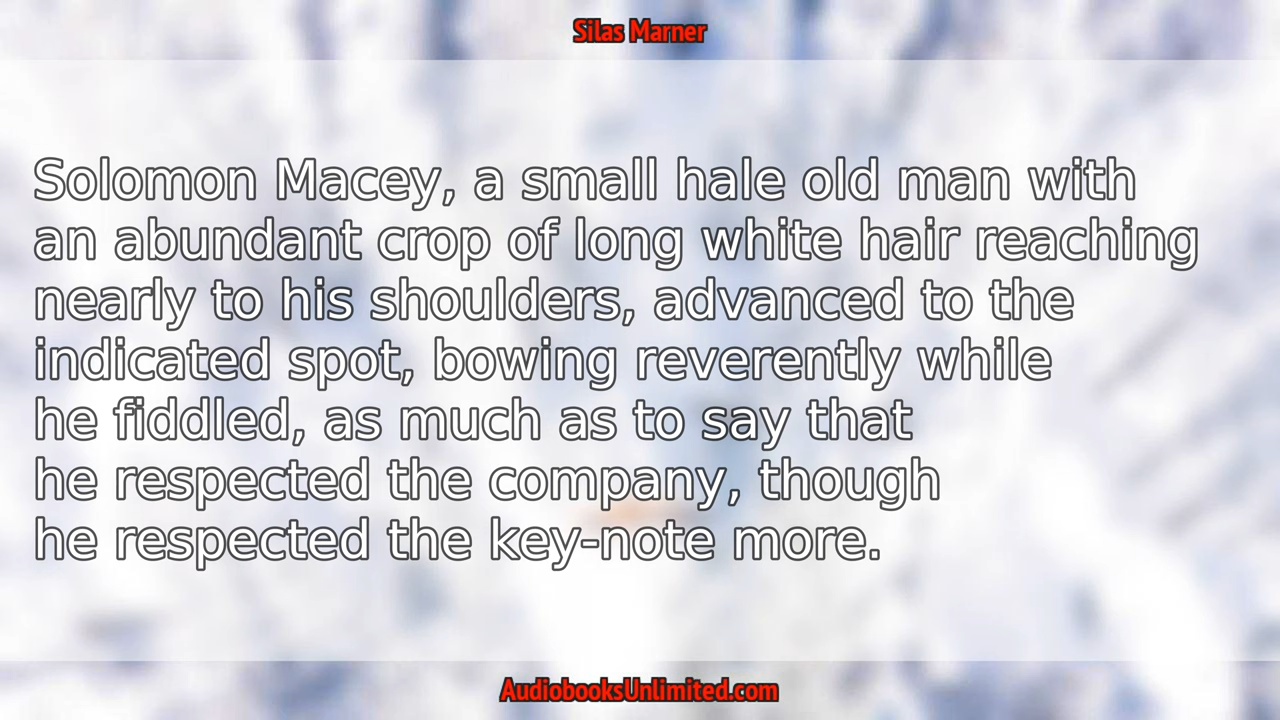 Silas Marner
Solomon Macey, a small hale old man with
an abundant crop of long white hair reaching
nearly to his shoulders, advanced to the
indicated spot, bowing reverently while
he fiddled, as much as to say that
he respected the company, though
he respected the key-note more.
AudiobooksUnlimited.com